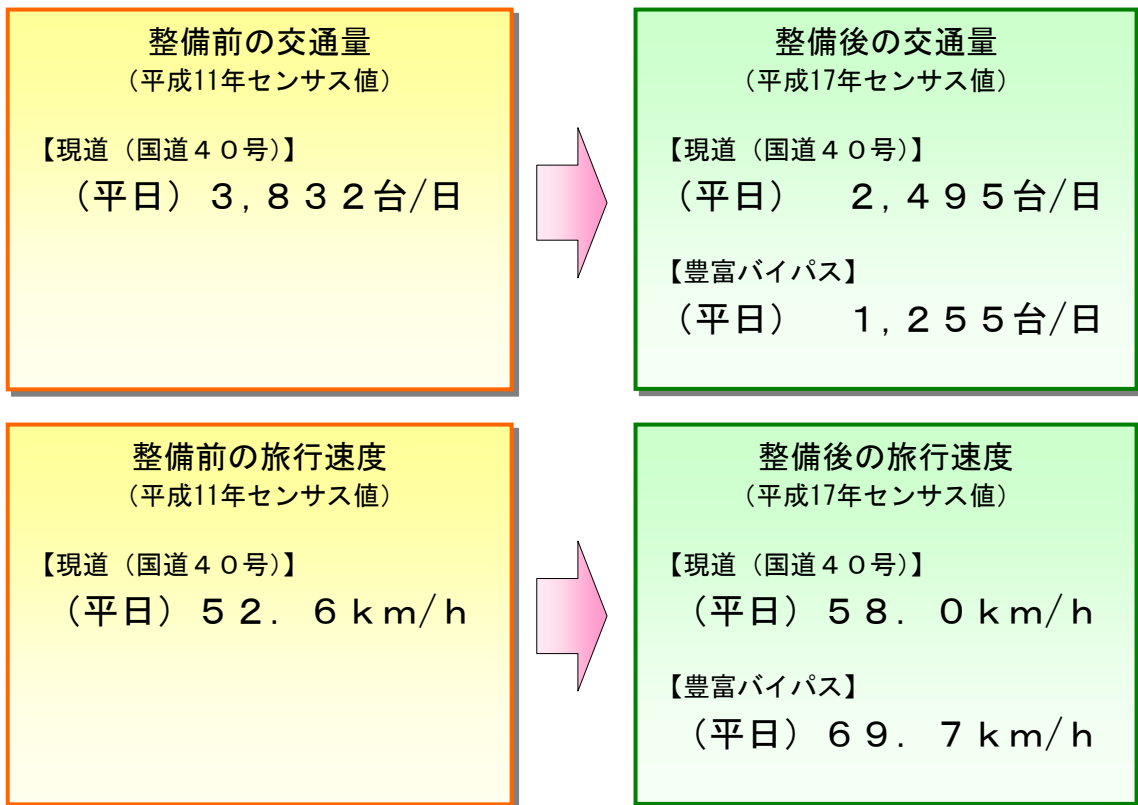 整備前の交通量
（平成11年センサス値）
【現道（国道４０号）】
（平日）３,８３２台/日
整備後の交通量
（平成17年センサス値）
【現道（国道４０号）】
（平日）　２,４９５台/日
【豊富バイパス】
（平日）　１,２５５台/日
整備前の旅行速度
（平成11年センサス値）
【現道（国道４０号）】
（平日）５２．６ｋｍ/ｈ
整備後の旅行速度
（平成17年センサス値）
【現道（国道４０号）】
（平日）５８．０ｋｍ/ｈ
【豊富バイパス】
（平日）６９．７ｋｍ/ｈ